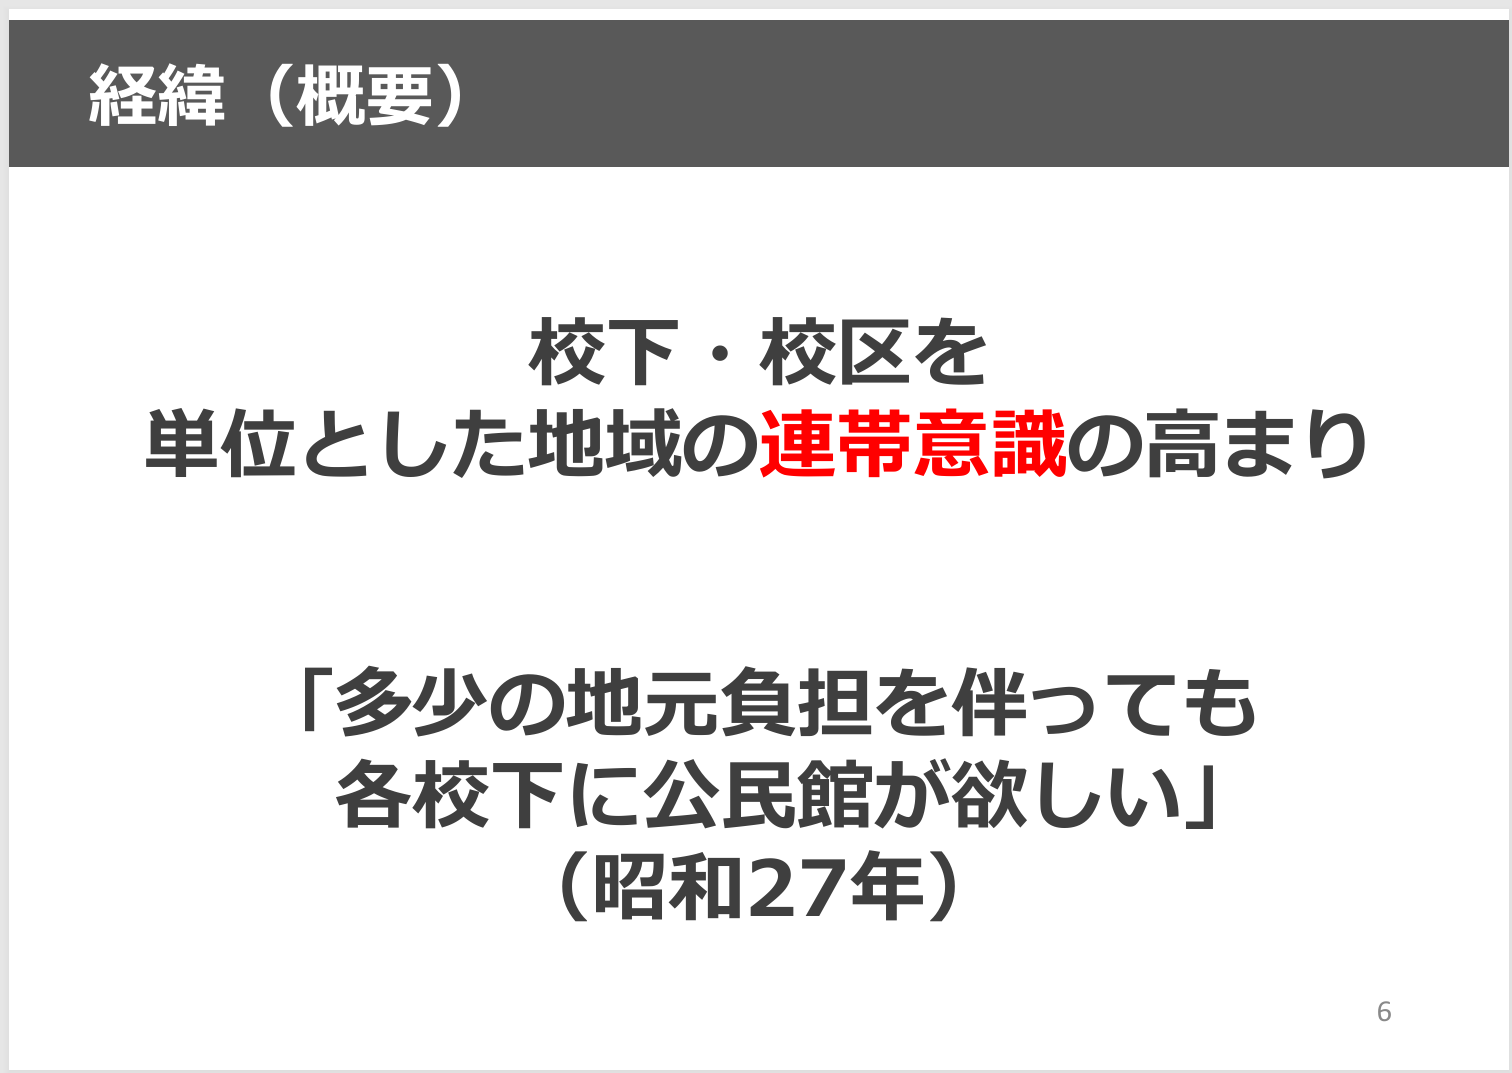 経緯（概要）
校下・校区を
単位とした地域の連帯意識の高まり
「多少の地元負担を伴っても
各校下に公民館が欲しい」
（昭和27年）
6